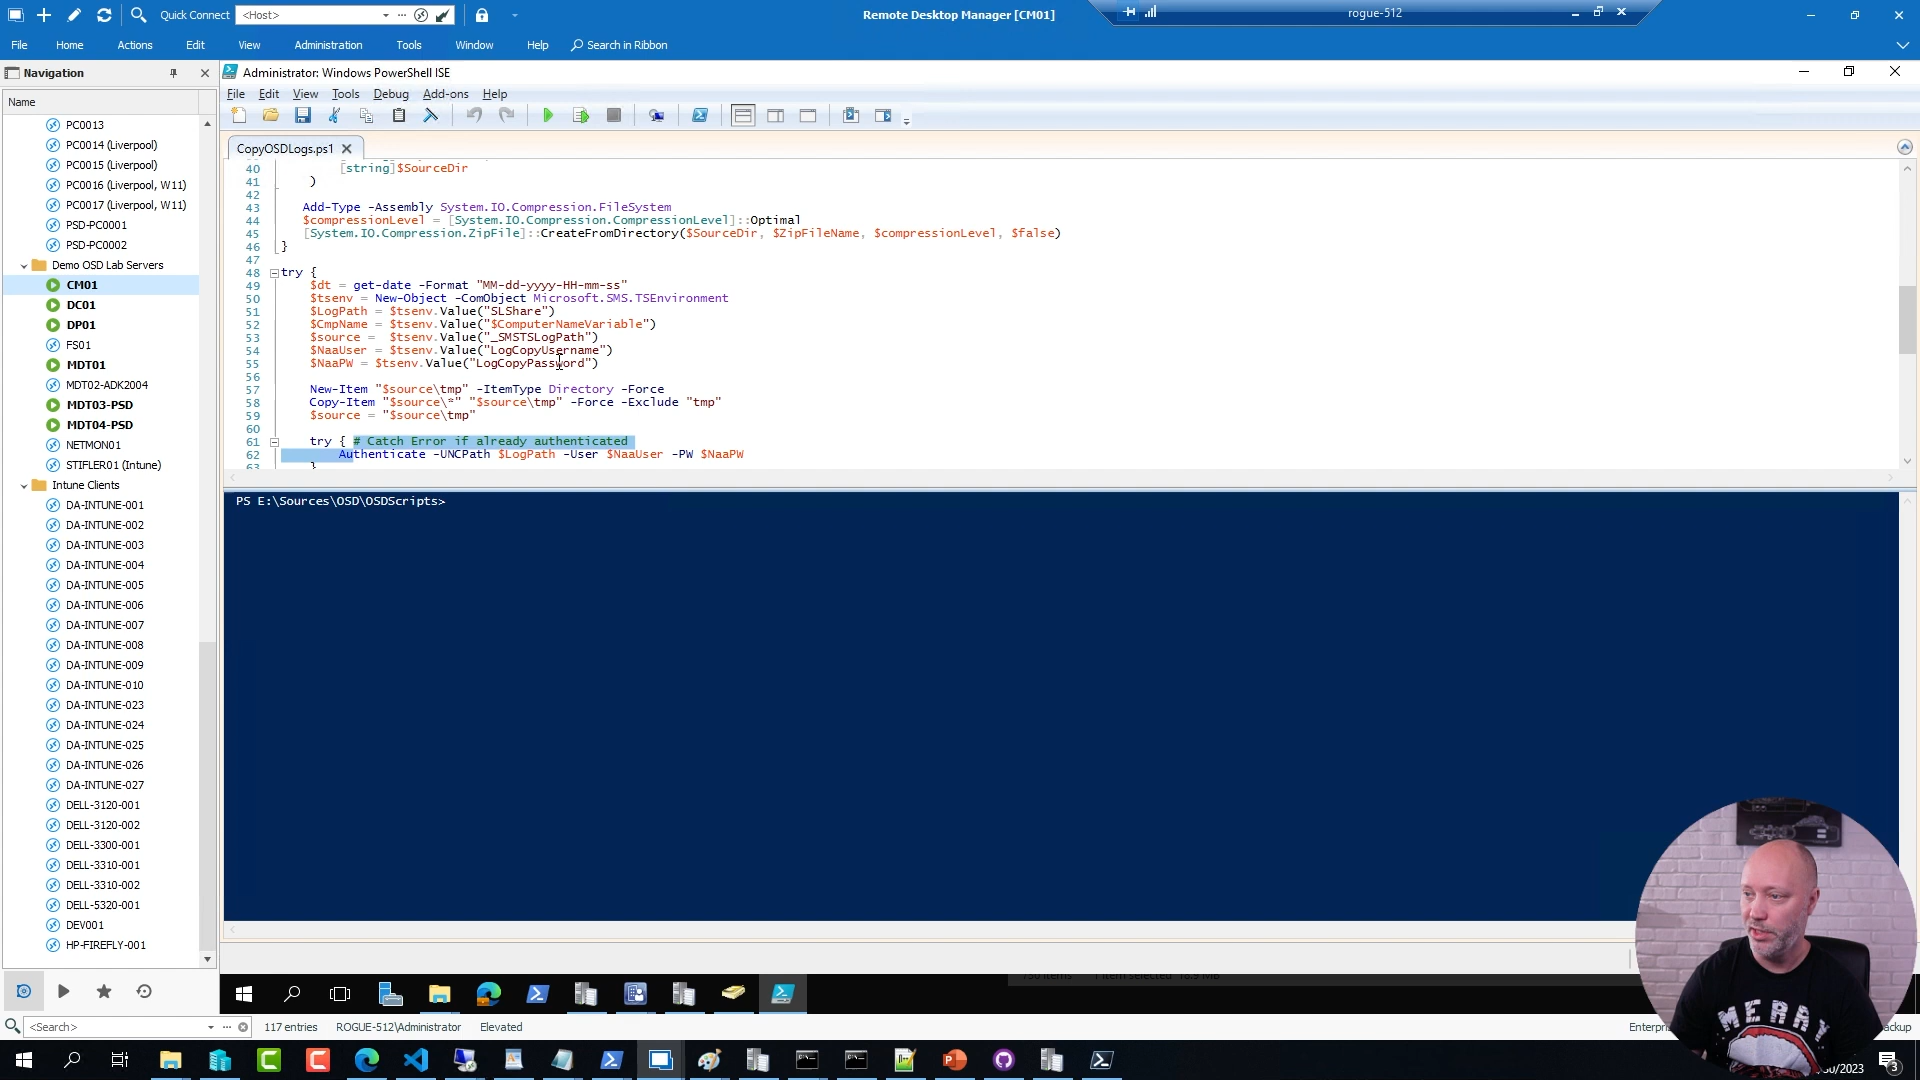 Quick Connect <Host>
Remote Desktop Manager [CM01]
rogue-512
File Home Actions Edit View Administration Tools Window Help Search in Ribbon
Navigation
Name
PC0013
PC0014 (Liverpool)
PC0015 (Liverpool)
PC0016 (Liverpool, W11)
PC0017 (Liverpool, W11)
PSD-PC0001
PSD-PC0002
Demo OSD Lab Servers
CM01
DC01
DP01
FS01
MDT01
MDT02-ADK2004
MDT03-PSD
MDT04-PSD
NETMON01
STIFLER01 (Intune)
Intune Clients
DA-INTUNE-001
DA-INTUNE-002
DA-INTUNE-003
DA-INTUNE-004
DA-INTUNE-005
DA-INTUNE-006
DA-INTUNE-007
DA-INTUNE-008
DA-INTUNE-009
DA-INTUNE-010
DA-INTUNE-023
DA-INTUNE-024
DA-INTUNE-025
DA-INTUNE-026
DA-INTUNE-027
DELL-3120-001
DELL-3120-002
DELL-3300-001
DELL-3310-001
DELL-3310-002
DELL-5320-001
DEV001
HP-FIREFLY-001
Administrator: Windows PowerShell ISE
File Edit View Tools Debug Add-ons Help
CopyOSDLogs.ps1
40 [string]$SourceDir
41 )
42
43 Add-Type -Assembly System.IO.Compression.FileSystem
44 $compressionLevel = [System.IO.Compression.CompressionLevel]::Optimal
45 [System.IO.Compression.ZipFile]::CreateFromDirectory($SourceDir, $ZipFileName, $compressionLevel, $false)
46 }
47
48 try {
49 $dt = get-date -Format "MM-dd-yyyy-HH-mm-ss"
50 $tsenv = New-Object -ComObject Microsoft.SMS.TSEnvironment
51 $LogPath = $tsenv.Value("SLShare")
52 $CmpName = $tsenv.Value("$ComputerNameVariable")
53 $source =  $tsenv.Value("_SMSTSLogPath")
54 $NaaUser = $tsenv.Value("LogCopyUsername")
55 $NaaPW = $tsenv.Value("LogCopyPassword")
56
57 New-Item "$source\tmp" -ItemType Directory -Force
58 Copy-Item "$source\*" "$source\tmp" -Force -Exclude "tmp"
59 $source = "$source\tmp"
60
61 try { # Catch Error if already authenticated
62 Authenticate -UNCPath $LogPath -User $NaaUser -PW $NaaPW
63 }
PS E:\Sources\OSD\OSDScripts>
1 item selected 18.9 MB
<Search> 117 entries ROGUE-512\Administrator Elevated
MERRY
/2023
3